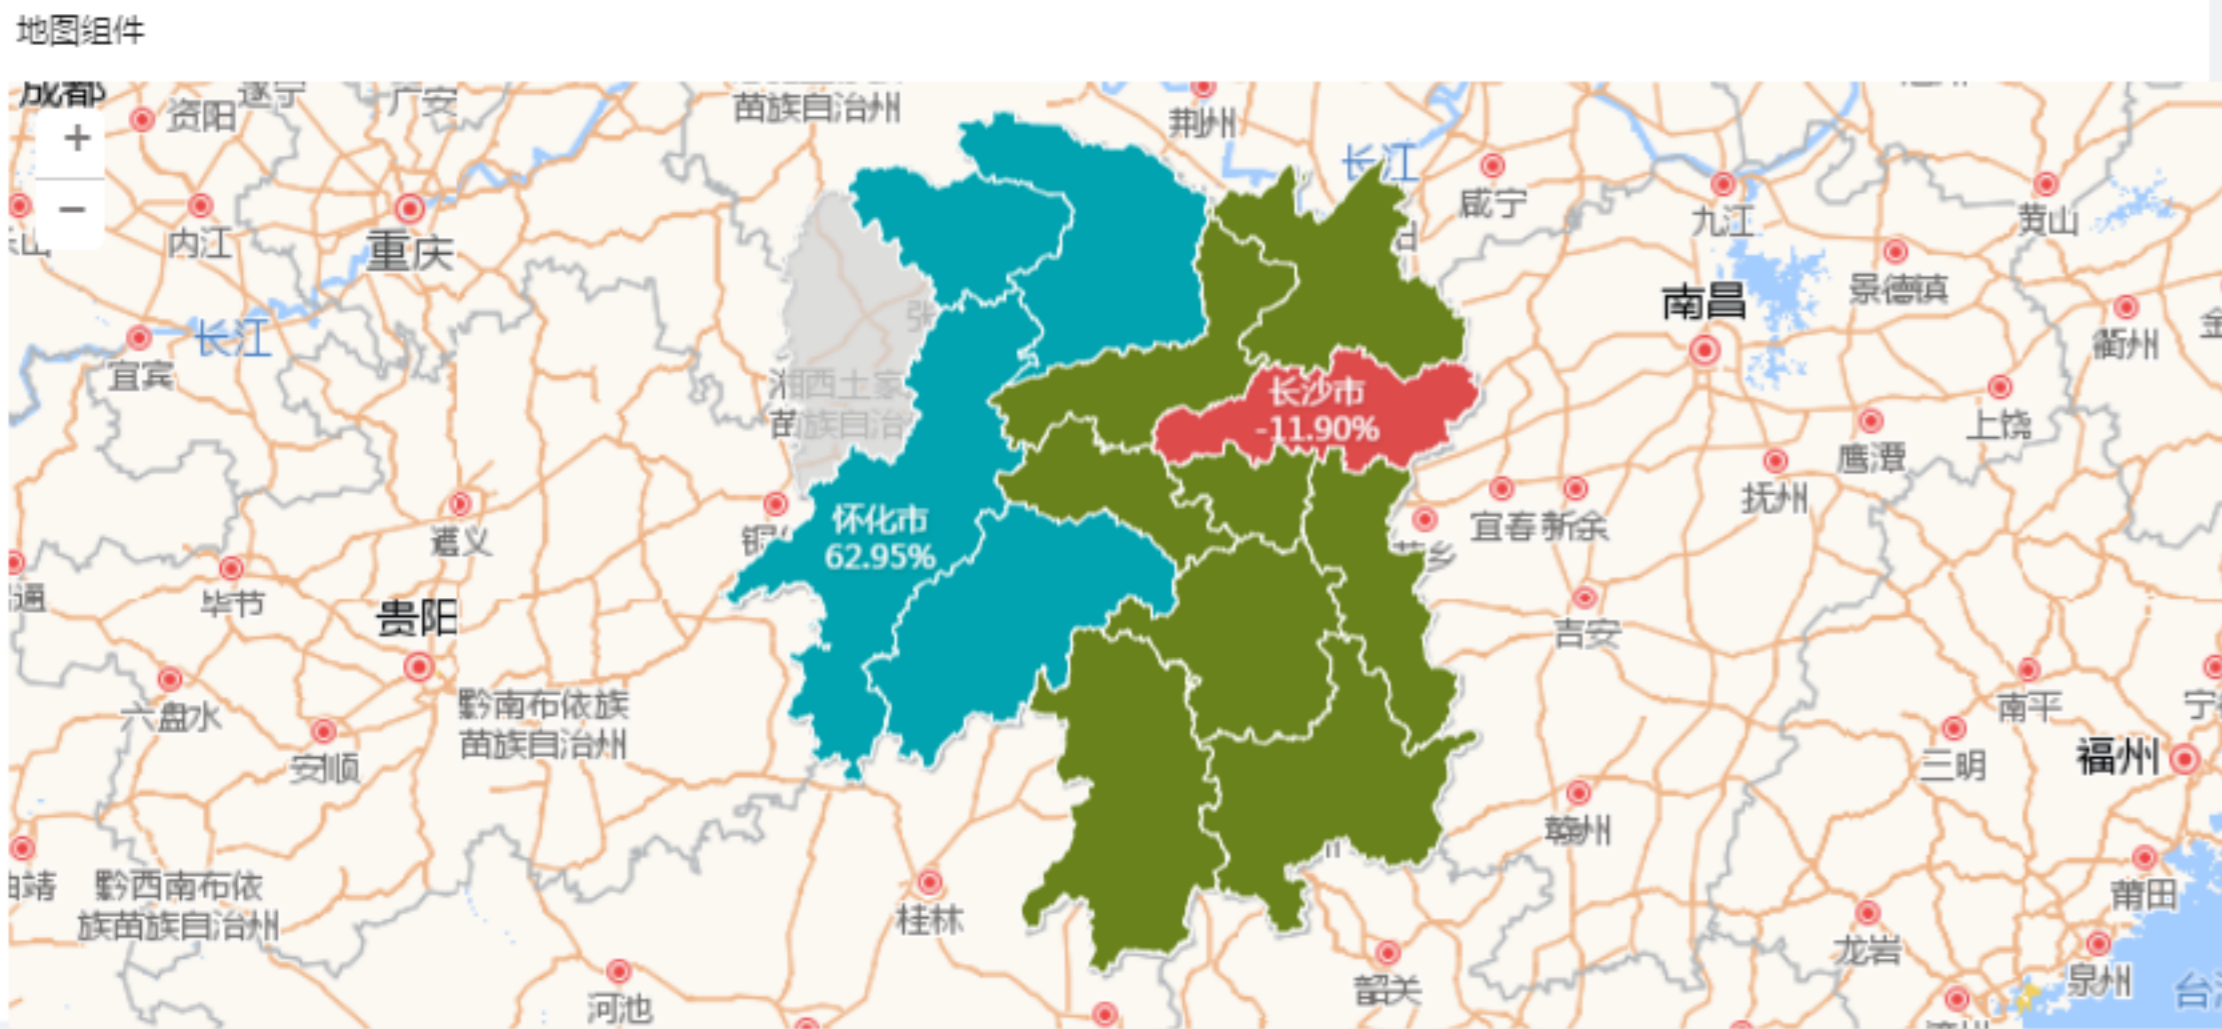 地图组件
成都
遂宁
广安
苗族自治州
荆州
资阳
+
长江
咸宁
九江
黄山
内江
重庆
−
景德镇
南昌
张
长江
宜宾
衢州
湘西土家
苗族自治
长沙市
-11.90%
上饶
鹰潭
抚州
怀化市
62.95%
宜春
新余
遵义
乡
通
毕节
贵阳
吉安
黔南布依族
苗族自治州
六盘水
南平
安顺
三明
福州
赣州
靖
黔西南布依
族苗族自治州
桂林
莆田
龙岩
泉州
韶关
河池
台